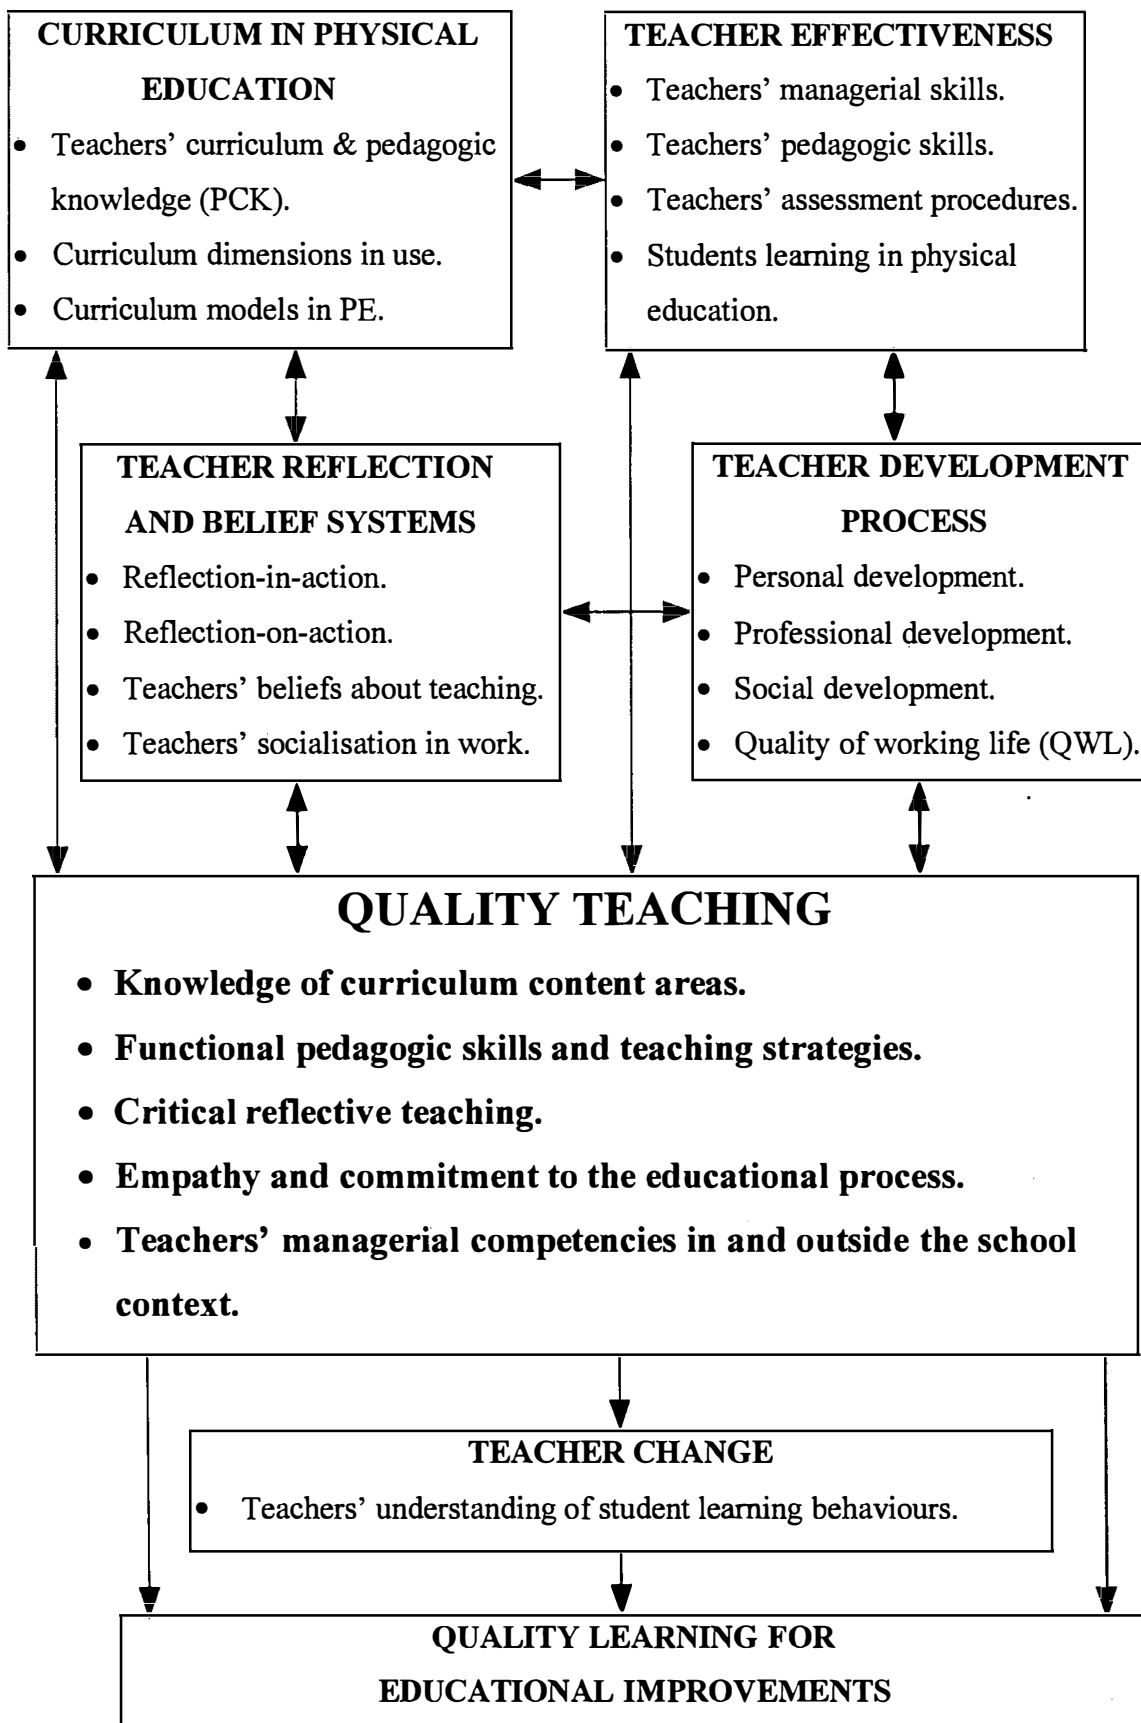 CURRICULUM IN PHYSICAL
EDUCATION
• Teachers’ curriculum & pedagogic
knowledge (PCK).
• Curriculum dimensions in use.
• Curriculum models in PE.
TEACHER EFFECTIVENESS
• Teachers’ managerial skills.
• Teachers’ pedagogic skills.
• Teachers’ assessment procedures.
• Students learning in physical
education.
TEACHER REFLECTION
AND BELIEF SYSTEMS
• Reflection-in-action.
• Reflection-on-action.
• Teachers’ beliefs about teaching.
• Teachers’ socialisation in work.
TEACHER DEVELOPMENT
PROCESS
• Personal development.
• Professional development.
• Social development.
• Quality of working life (QWL).
QUALITY TEACHING
• Knowledge of curriculum content areas.
• Functional pedagogic skills and teaching strategies.
• Critical reflective teaching.
• Empathy and commitment to the educational process.
• Teachers’ managerial competencies in and outside the school
context.
TEACHER CHANGE
• Teachers’ understanding of student learning behaviours.
QUALITY LEARNING FOR
EDUCATIONAL IMPROVEMENTS